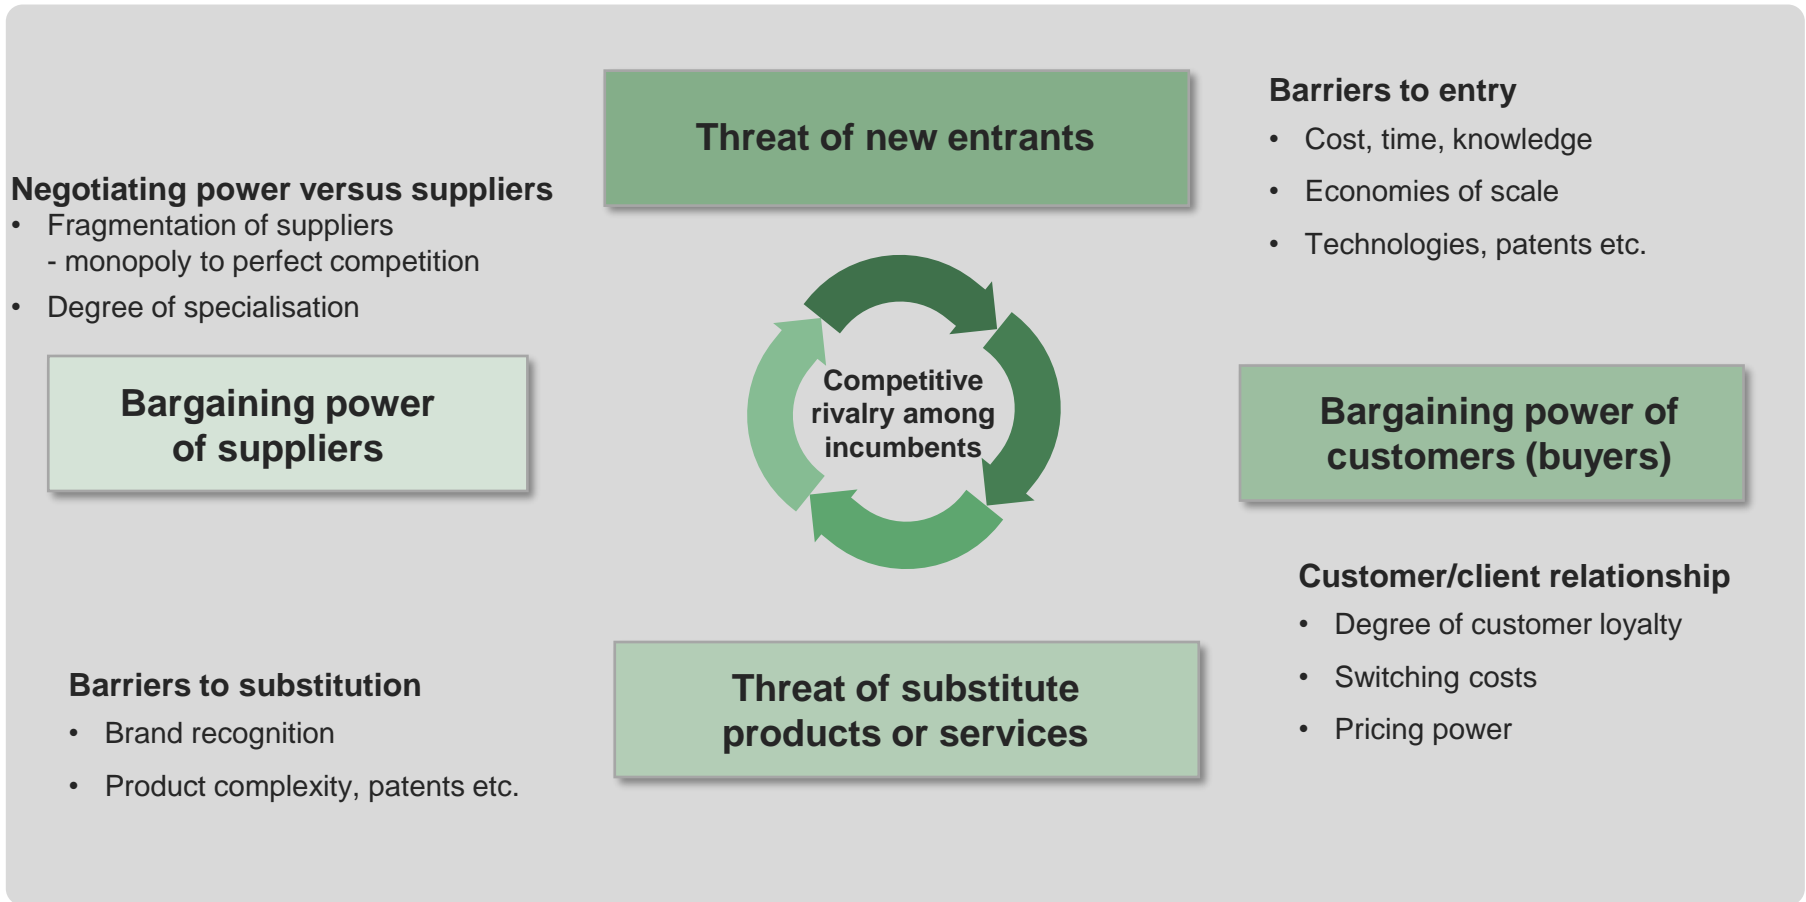 Threat of new entrants
Barriers to entry
• Cost, time, knowledge
• Economies of scale
• Technologies, patents etc.
Negotiating power versus suppliers
• Fragmentation of suppliers
- monopoly to perfect competition
• Degree of specialisation
Bargaining power
of suppliers
Competitive
rivalry among
incumbents
Bargaining power of
customers (buyers)
Customer/client relationship
• Degree of customer loyalty
• Switching costs
• Pricing power
Threat of substitute
products or services
Barriers to substitution
• Brand recognition
• Product complexity, patents etc.